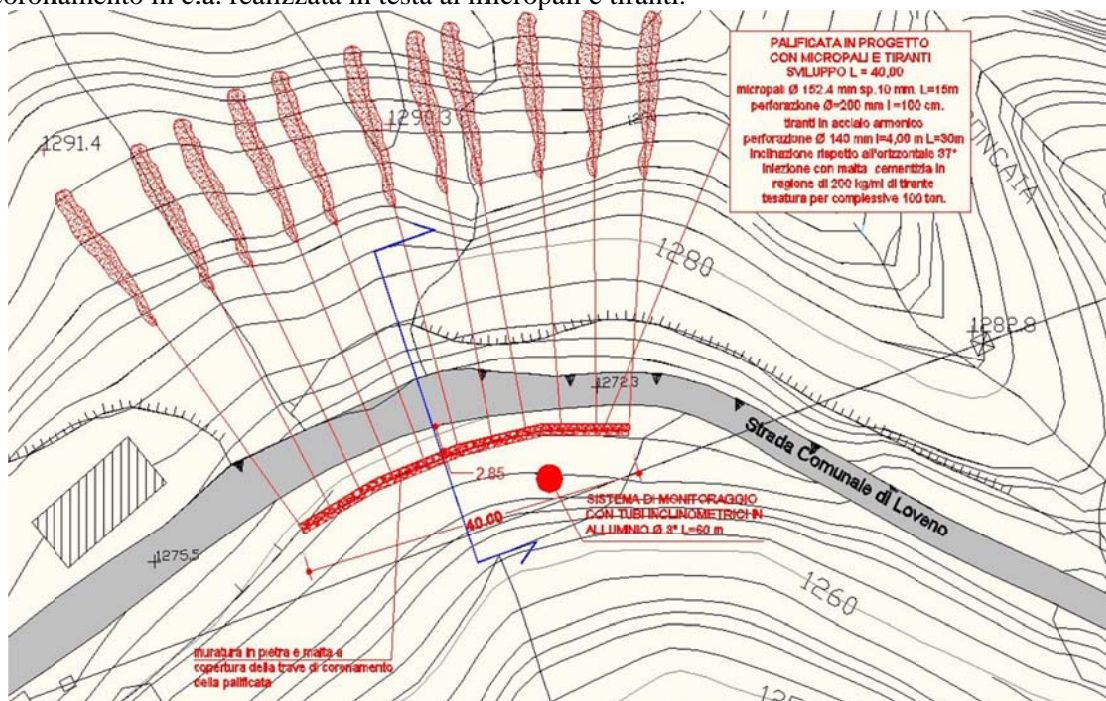 coronamento in c.a. realizzata in testa ai micropali e tiranti.
PALIFICATA IN PROGETTO
CON MICROPALI E TIRANTI
SVILUPPO L = 40,00
micropali Ø 152.4 mm sp.10 mm. L=15m
perforazione Ø=200 mm i =100 cm.
tiranti in acciaio armonico
perforazione Ø 140 mm i=4,00 m L=30m
inclinazione rispetto all'orizzontale 37°
iniezione con malta cementizia in
ragione di 200 kg/ml di tirante
tesatura per complessive 100 ton.
1291.4
1290.3
1280
1282.8
1272.3
Strada Comunale di Loveno
2.85
40.00
SISTEMA DI MONITORAGGIO
CON TUBI INCLINOMETRICI IN
ALLUMINIO Ø 3" L=60 m
1275.5
1260
muratura in pietra e malta a
copertura della trave di coronamento
della palificata